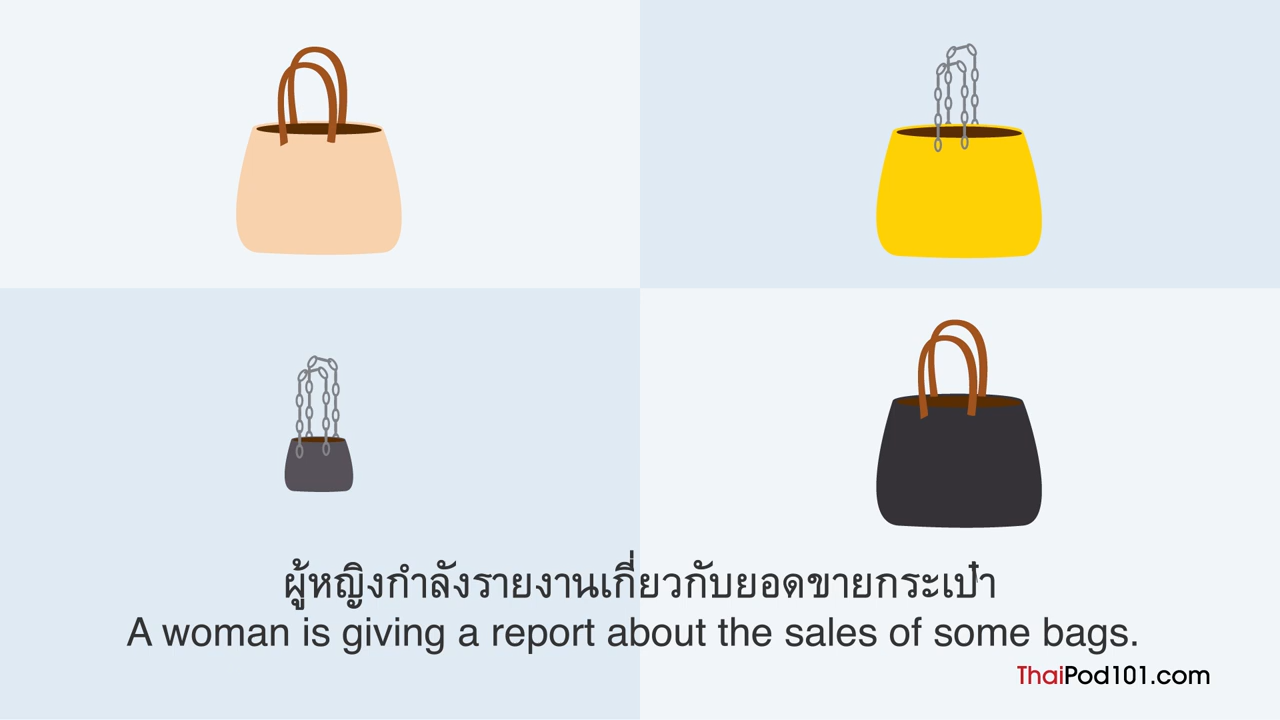 ผู้หญิงกำลังรายงานเกี่ยวกับยอดขายกระเป๋า
A woman is giving a report about the sales of some bags.
ThaiPod101.com